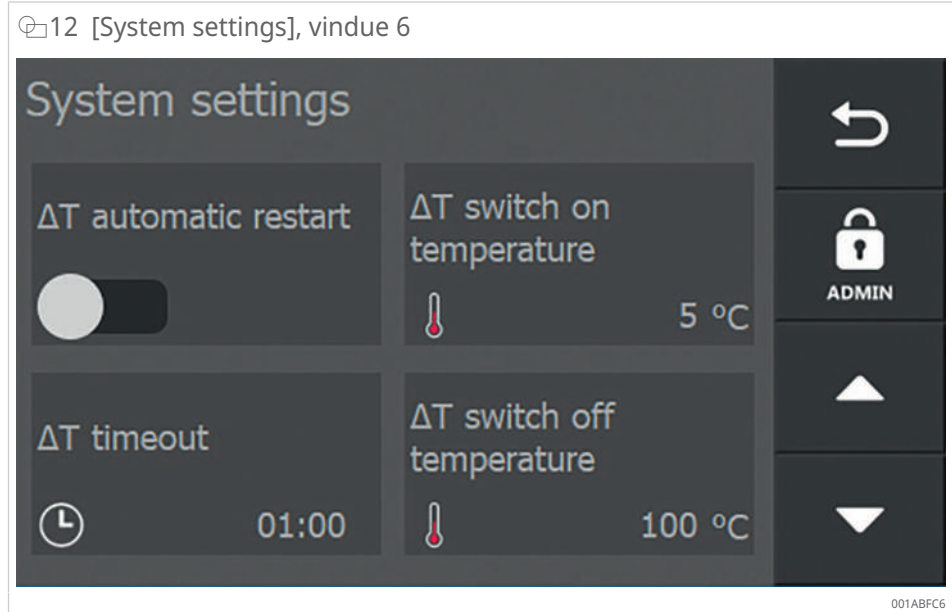 12 [System settings], vindue 6
System settings
ΔT automatic restart
ΔT switch on
temperature
5 °C
ADMIN
ΔT timeout
01:00
ΔT switch off
temperature
100 °C
001ABFC6